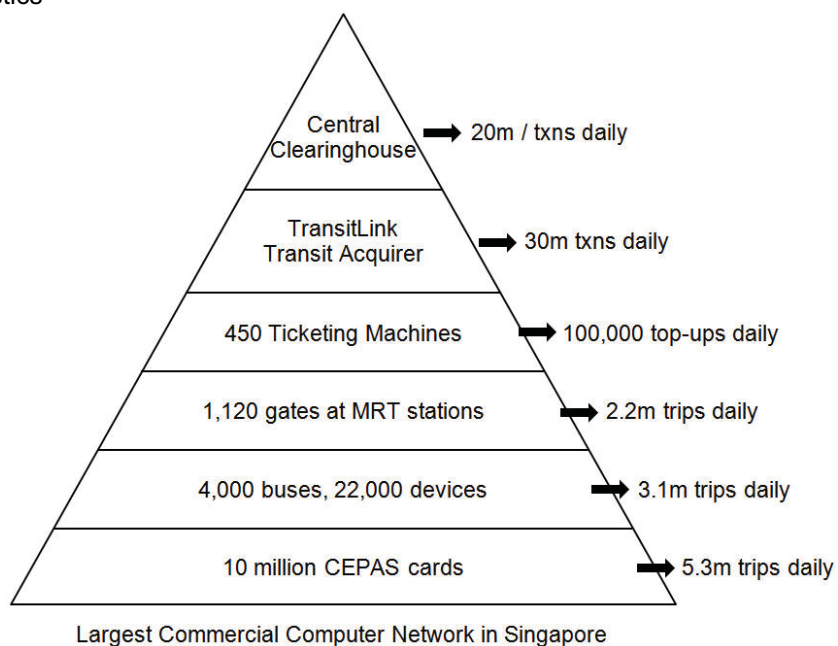 Central
Clearinghouse
20m / txns daily
TransitLink
Transit Acquirer
30m txns daily
450 Ticketing Machines
100,000 top-ups daily
1,120 gates at MRT stations
2.2m trips daily
4,000 buses, 22,000 devices
3.1m trips daily
10 million CEPAS cards
5.3m trips daily
Largest Commercial Computer Network in Singapore